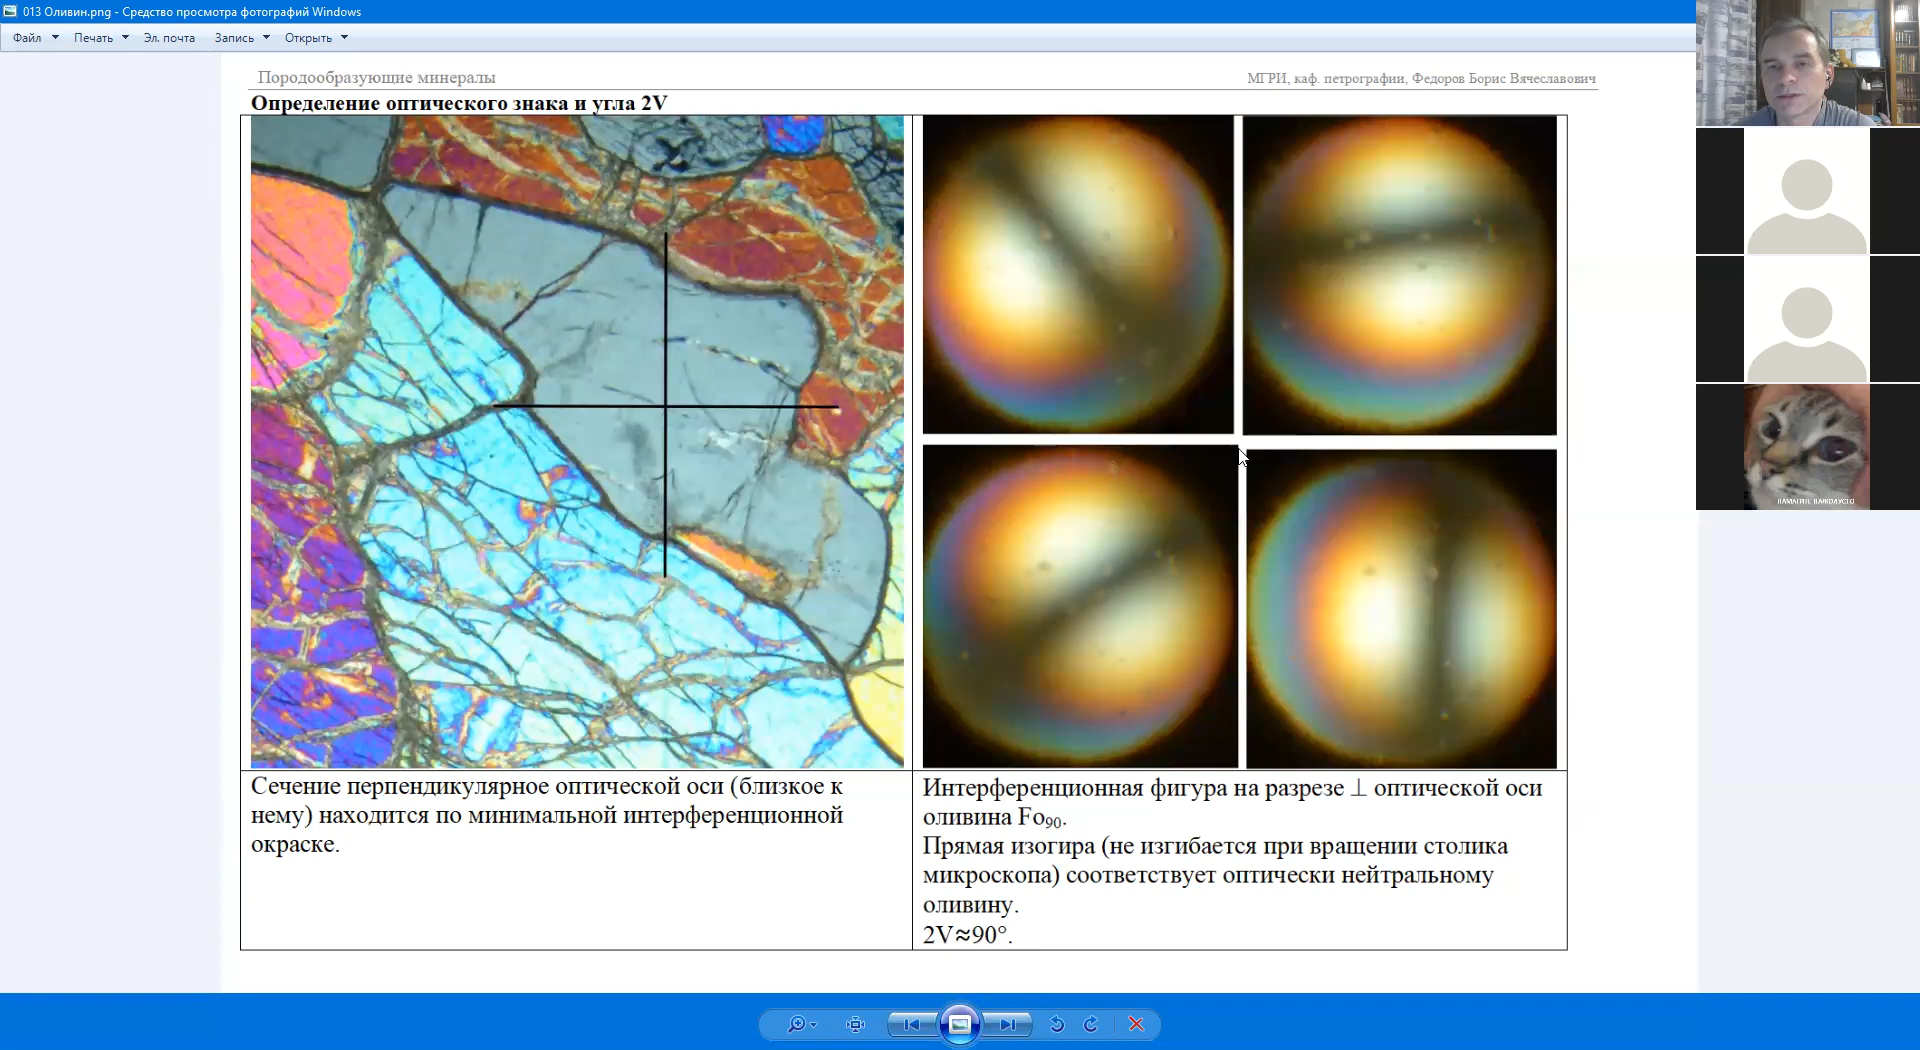 013 Оливин.png - Средство просмотра фотографий Windows
Файл Печать Эл. почта Запись Открыть
Породообразующие минералы
МГРИ, каф. петрографии, Федоров Борис Вячеславович
Определение оптического знака и угла 2V
Сечение перпендикулярное оптической оси (близкое к
нему) находится по минимальной интерференционной
окраске.
Интерференционная фигура на разрезе ⊥ оптической оси
оливина Fo₉₀.
Прямая изогира (не изгибается при вращении столика
микроскопа) соответствует оптически нейтральному
оливину.
2V≈90°.